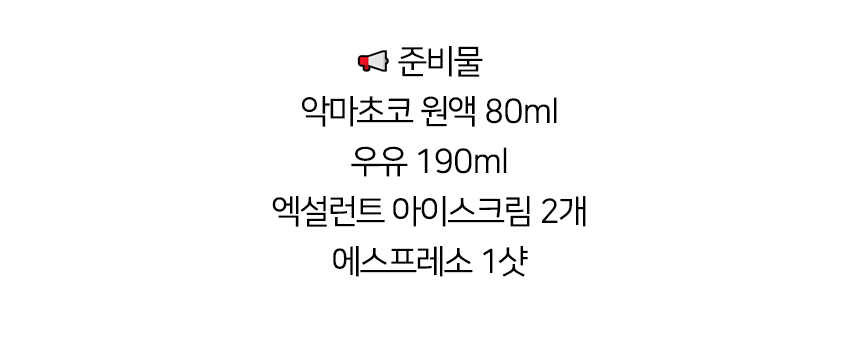 📢 준비물
악마초코 원액 80ml
우유 190ml
엑설런트 아이스크림 2개
에스프레소 1샷